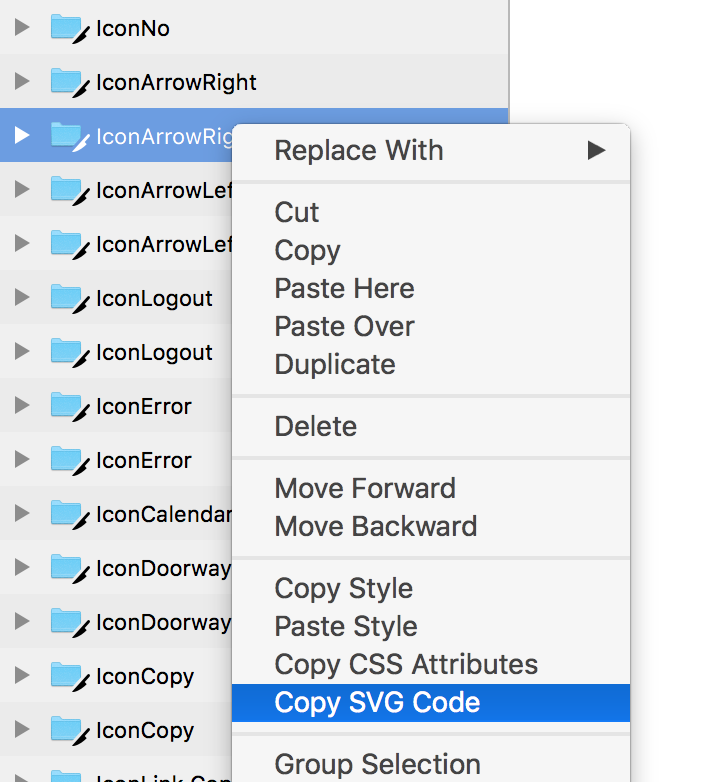 IconNo
IconArrowRight
IconArrowRig
IconArrowLef
IconArrowLef
IconLogout
IconLogout
IconError
IconError
IconCalendar
IconDoorway
IconDoorway
IconCopy
IconCopy
IconLink Cop
Replace With
Cut
Copy
Paste Here
Paste Over
Duplicate
Delete
Move Forward
Move Backward
Copy Style
Paste Style
Copy CSS Attributes
Copy SVG Code
Group Selection